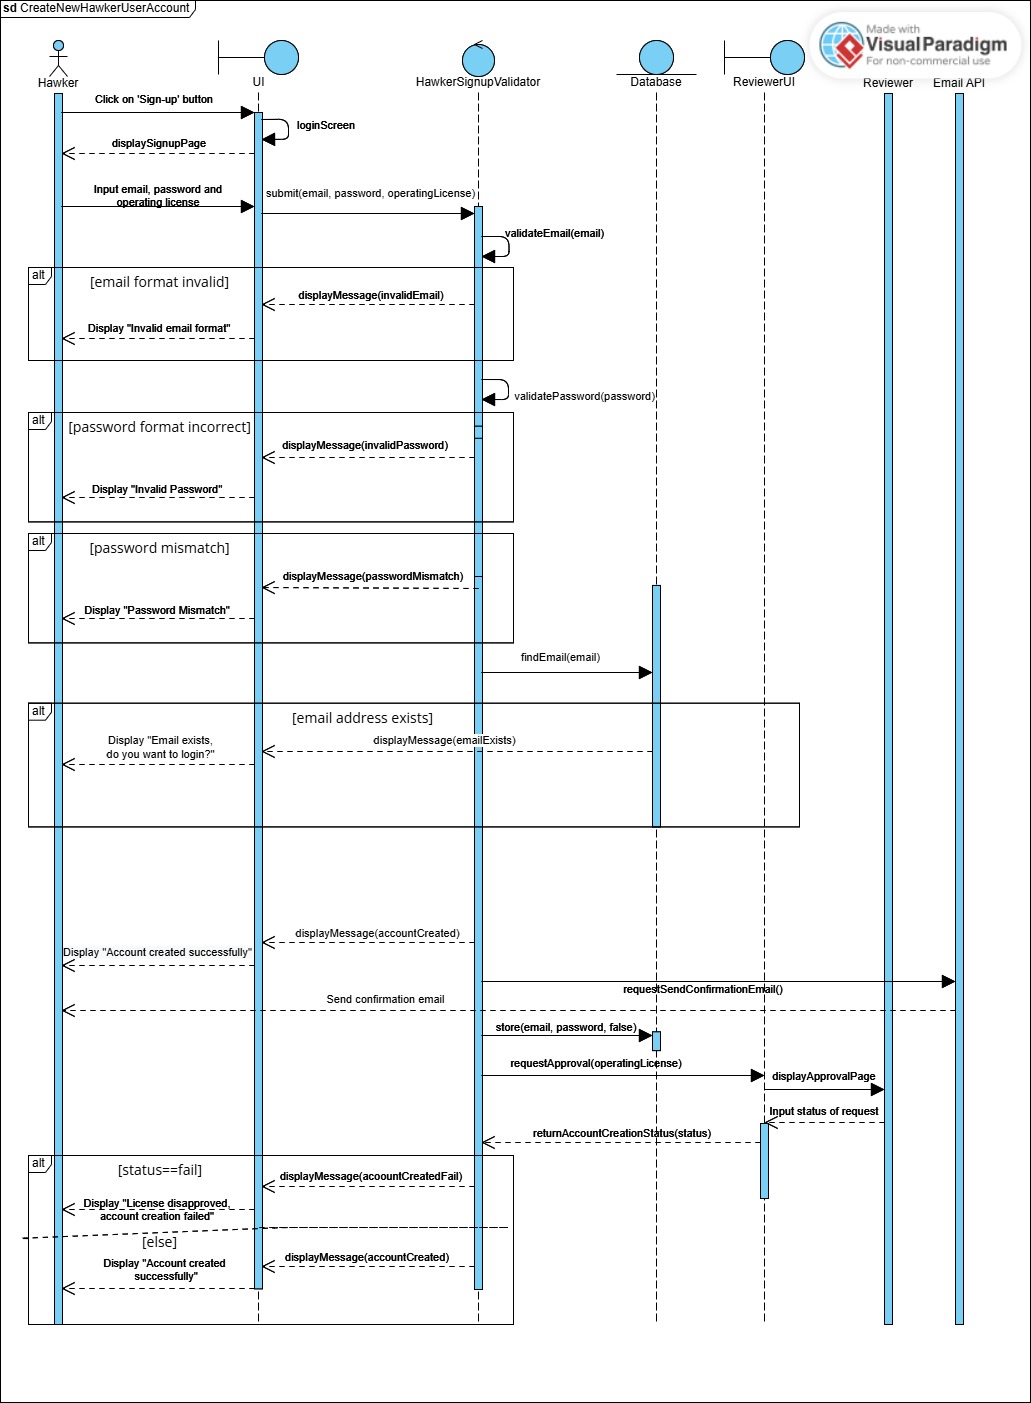 sd CreateNewHawkerUserAccount
Made with
VisualParadigm
For non-commercial use
Hawker
UI
HawkerSignupValidator
Database
ReviewerUI
Reviewer
Email API
Click on 'Sign-up' button
loginScreen
displaySignupPage
Input email, password and
operating license
submit(email, password, operatingLicense)
validateEmail(email)
alt
[email format invalid]
displayMessage(invalidEmail)
Display "Invalid email format"
validatePassword(password)
alt
[password format incorrect]
displayMessage(invalidPassword)
Display "Invalid Password"
alt
[password mismatch]
displayMessage(passwordMismatch)
Display "Password Mismatch"
findEmail(email)
alt
[email address exists]
displayMessage(emailExists)
Display "Email exists,
do you want to login?"
displayMessage(accountCreated)
Display "Account created successfully"
requestSendConfirmationEmail()
Send confirmation email
store(email, password, false)
requestApproval(operatingLicense)
displayApprovalPage
Input status of request
returnAccountCreationStatus(status)
alt
[status==fail]
displayMessage(acoountCreatedFail)
Display "License disapproved,
account creation failed"
[else]
displayMessage(accountCreated)
Display "Account created
successfully"